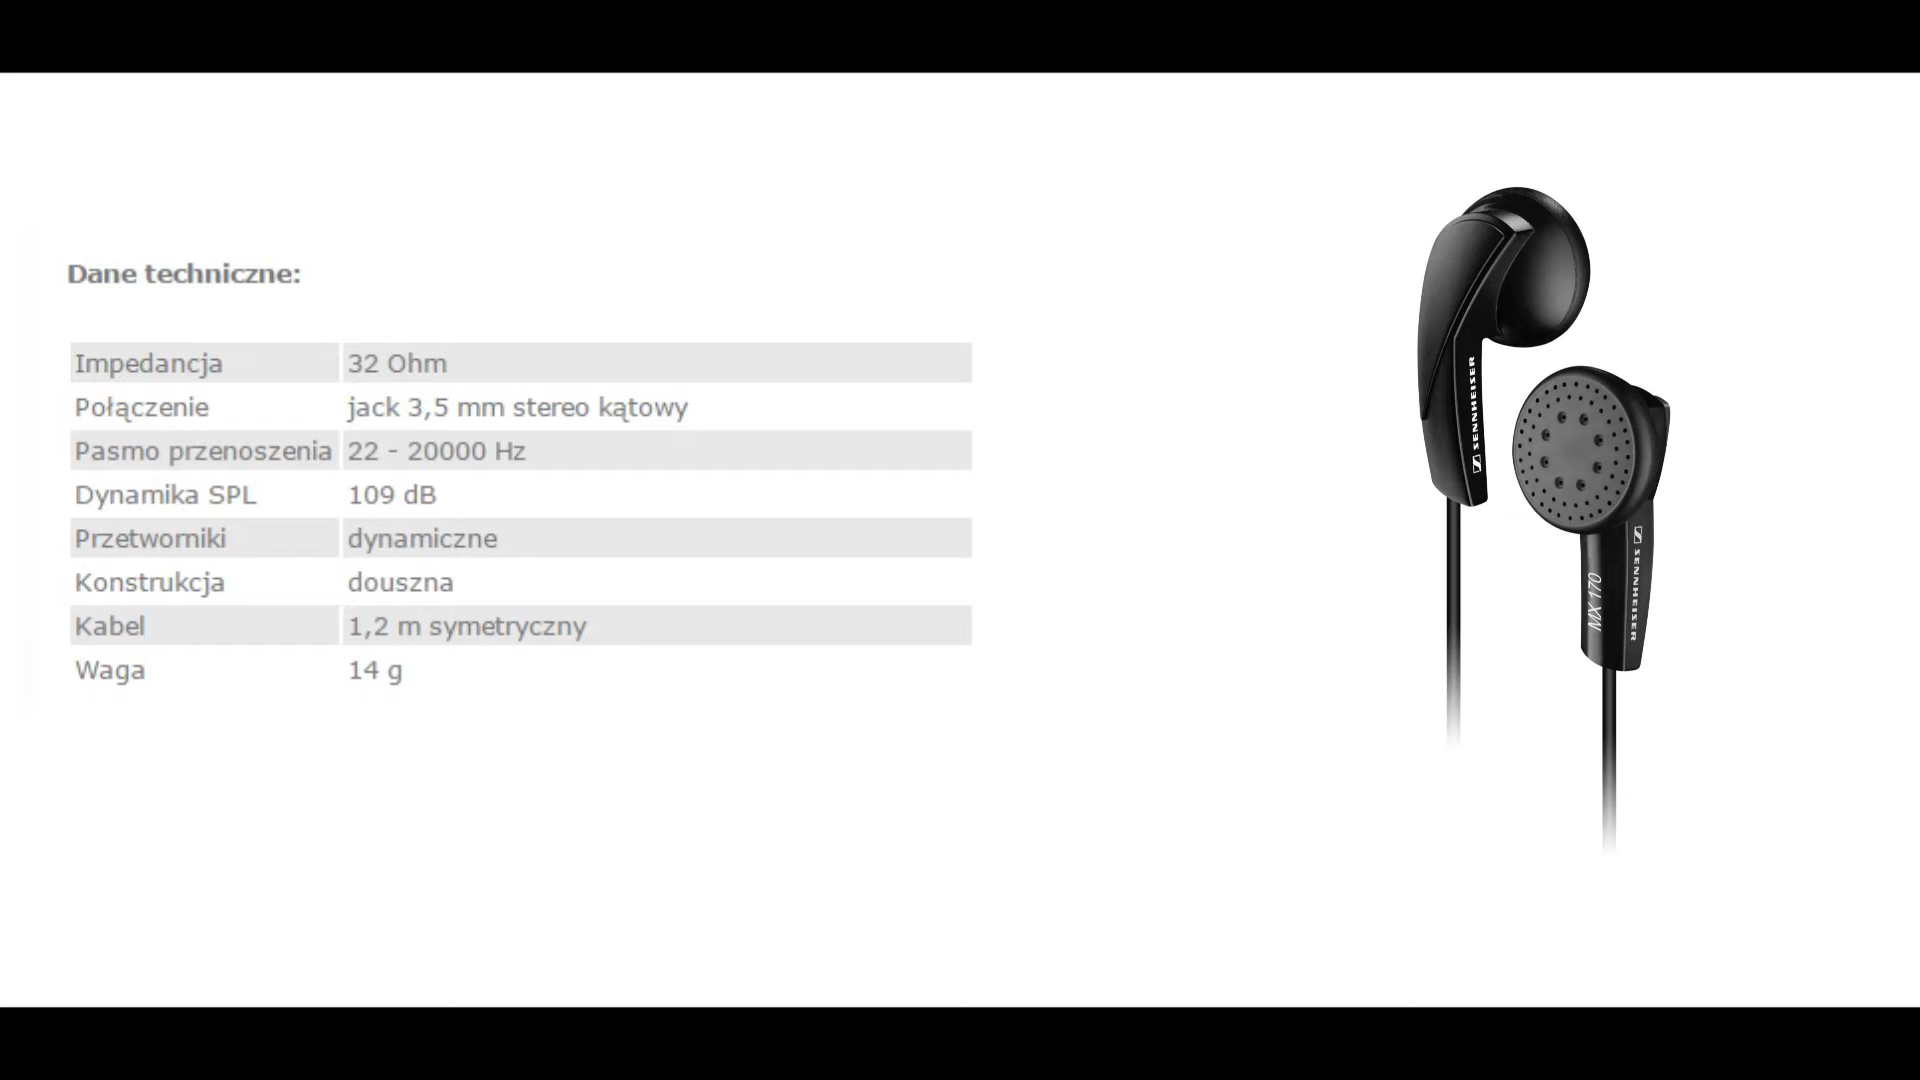 Dane techniczne:
Impedancja 32 Ohm
Połączenie jack 3,5 mm stereo kątowy
Pasmo przenoszenia 22 - 20000 Hz
Dynamika SPL 109 dB
Przetworniki dynamiczne
Konstrukcja douszna
Kabel 1,2 m symetryczny
Waga 14 g
SENNHEISER
MX 170
SENNHEISER